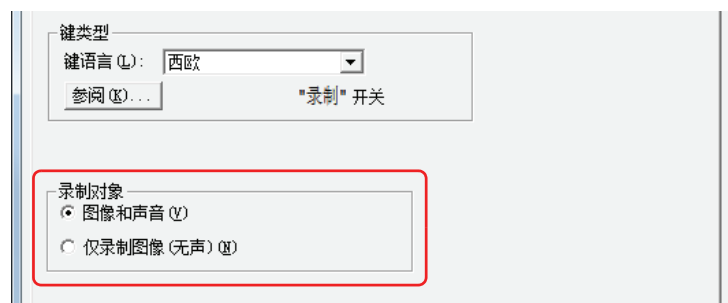 键类型
键语言(L): 西欧
参阅(K)... "录制" 开关
录制对象
图像和声音(V)
仅录制图像(无声)(N)